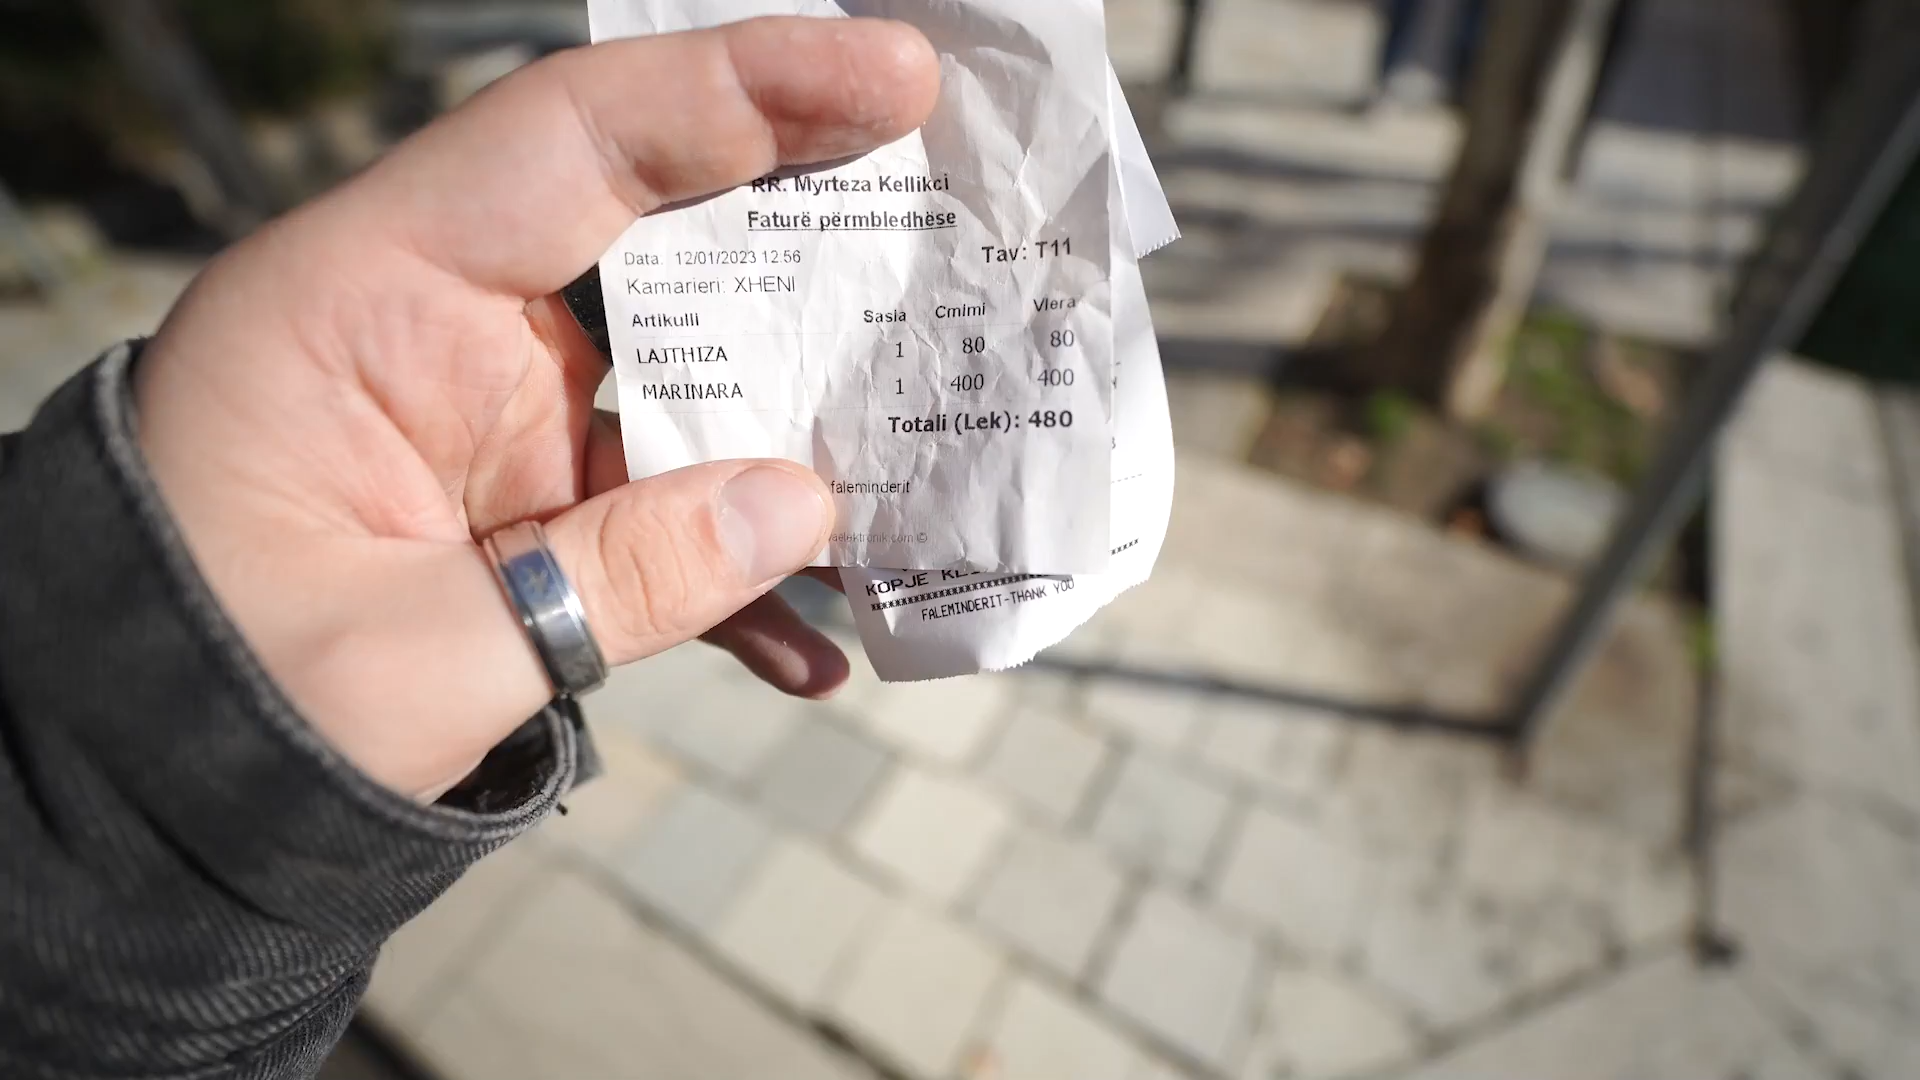 RR. Myrteza Kellikci
Faturë përmbledhëse
Data: 12/01/2023 12:56 Tav: T11
Kamarieri: XHENI
Artikulli Sasia Cmimi Vlera
LAJTHIZA 1 80 80
MARINARA 1 400 400
Totali (Lek): 480
faleminderit
KOPJE
FALEMINDERIT-THANK YOU